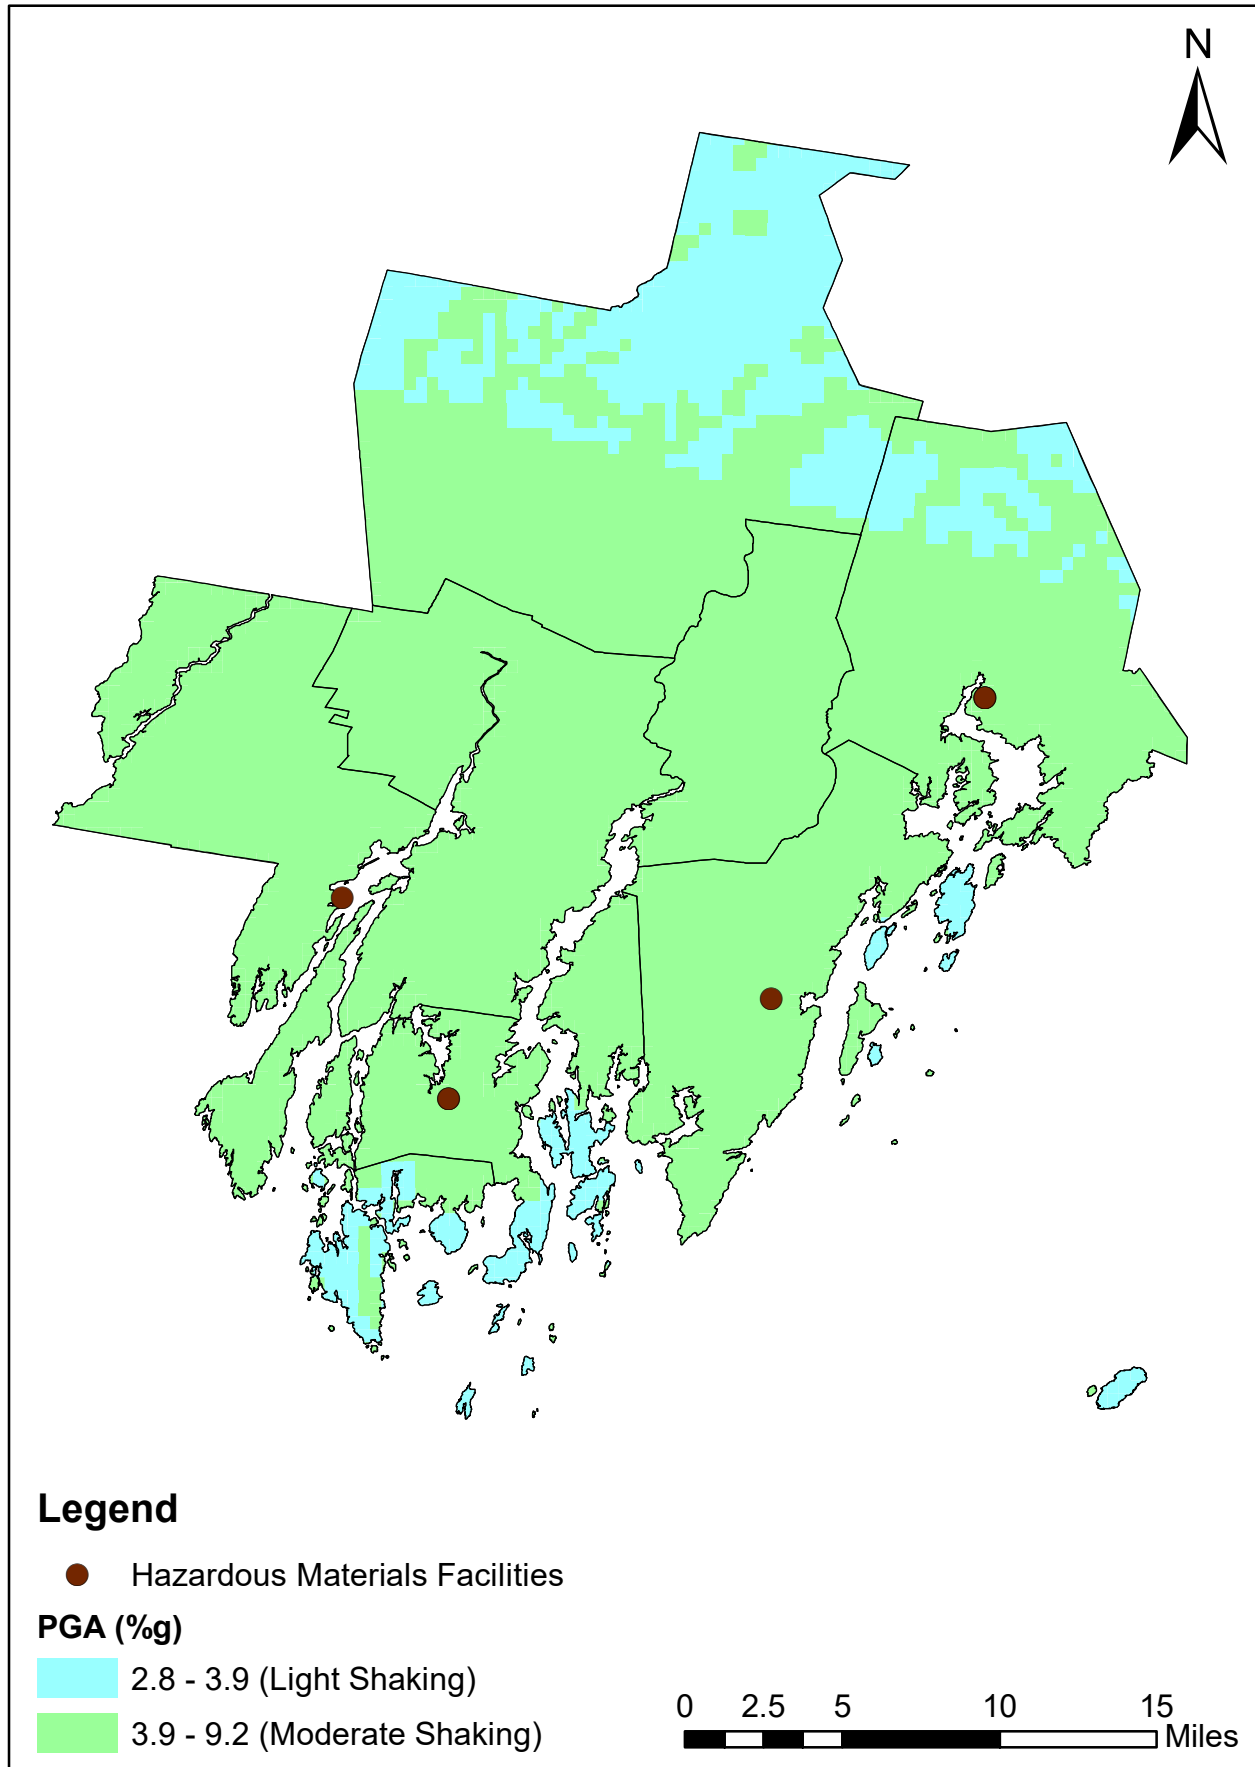 N
Legend
Hazardous Materials Facilities
PGA (%g)
2.8 - 3.9 (Light Shaking)
3.9 - 9.2 (Moderate Shaking)
0 2.5 5 10 15
Miles